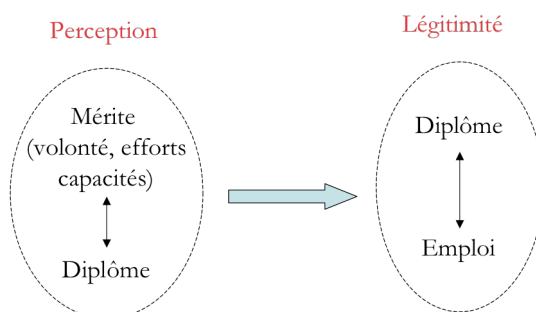 Perception
Mérite
(volonté, efforts
capacités)
Diplôme
Légitimité
Diplôme
Emploi